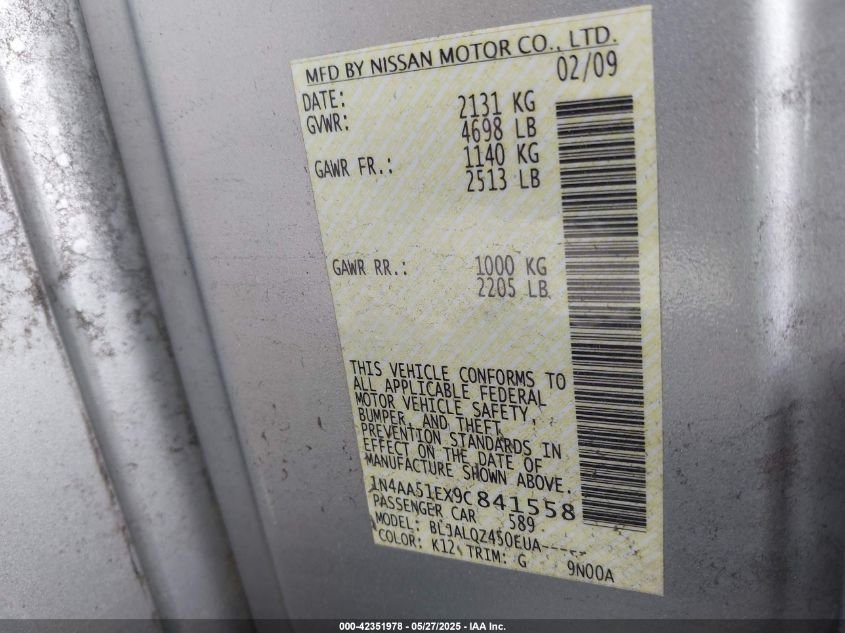 MFD BY NISSAN MOTOR CO., LTD.
DATE: 02/09
GVWR: 2131 KG
4698 LB
GAWR FR.: 1140 KG
2513 LB
GAWR RR.: 1000 KG
2205 LB
THIS VEHICLE CONFORMS TO
ALL APPLICABLE FEDERAL
MOTOR VEHICLE SAFETY,
BUMPER, AND THEFT
PREVENTION STANDARDS IN
EFFECT ON THE DATE OF
MANUFACTURE SHOWN ABOVE.
1N4AA51EX9C841558
PASSENGER CAR 589
MODEL: BLJALQZ450EUA-----
COLOR: K12 TRIM: G 9N00A
000-42351978 — 05/27/2025 — IAA Inc.